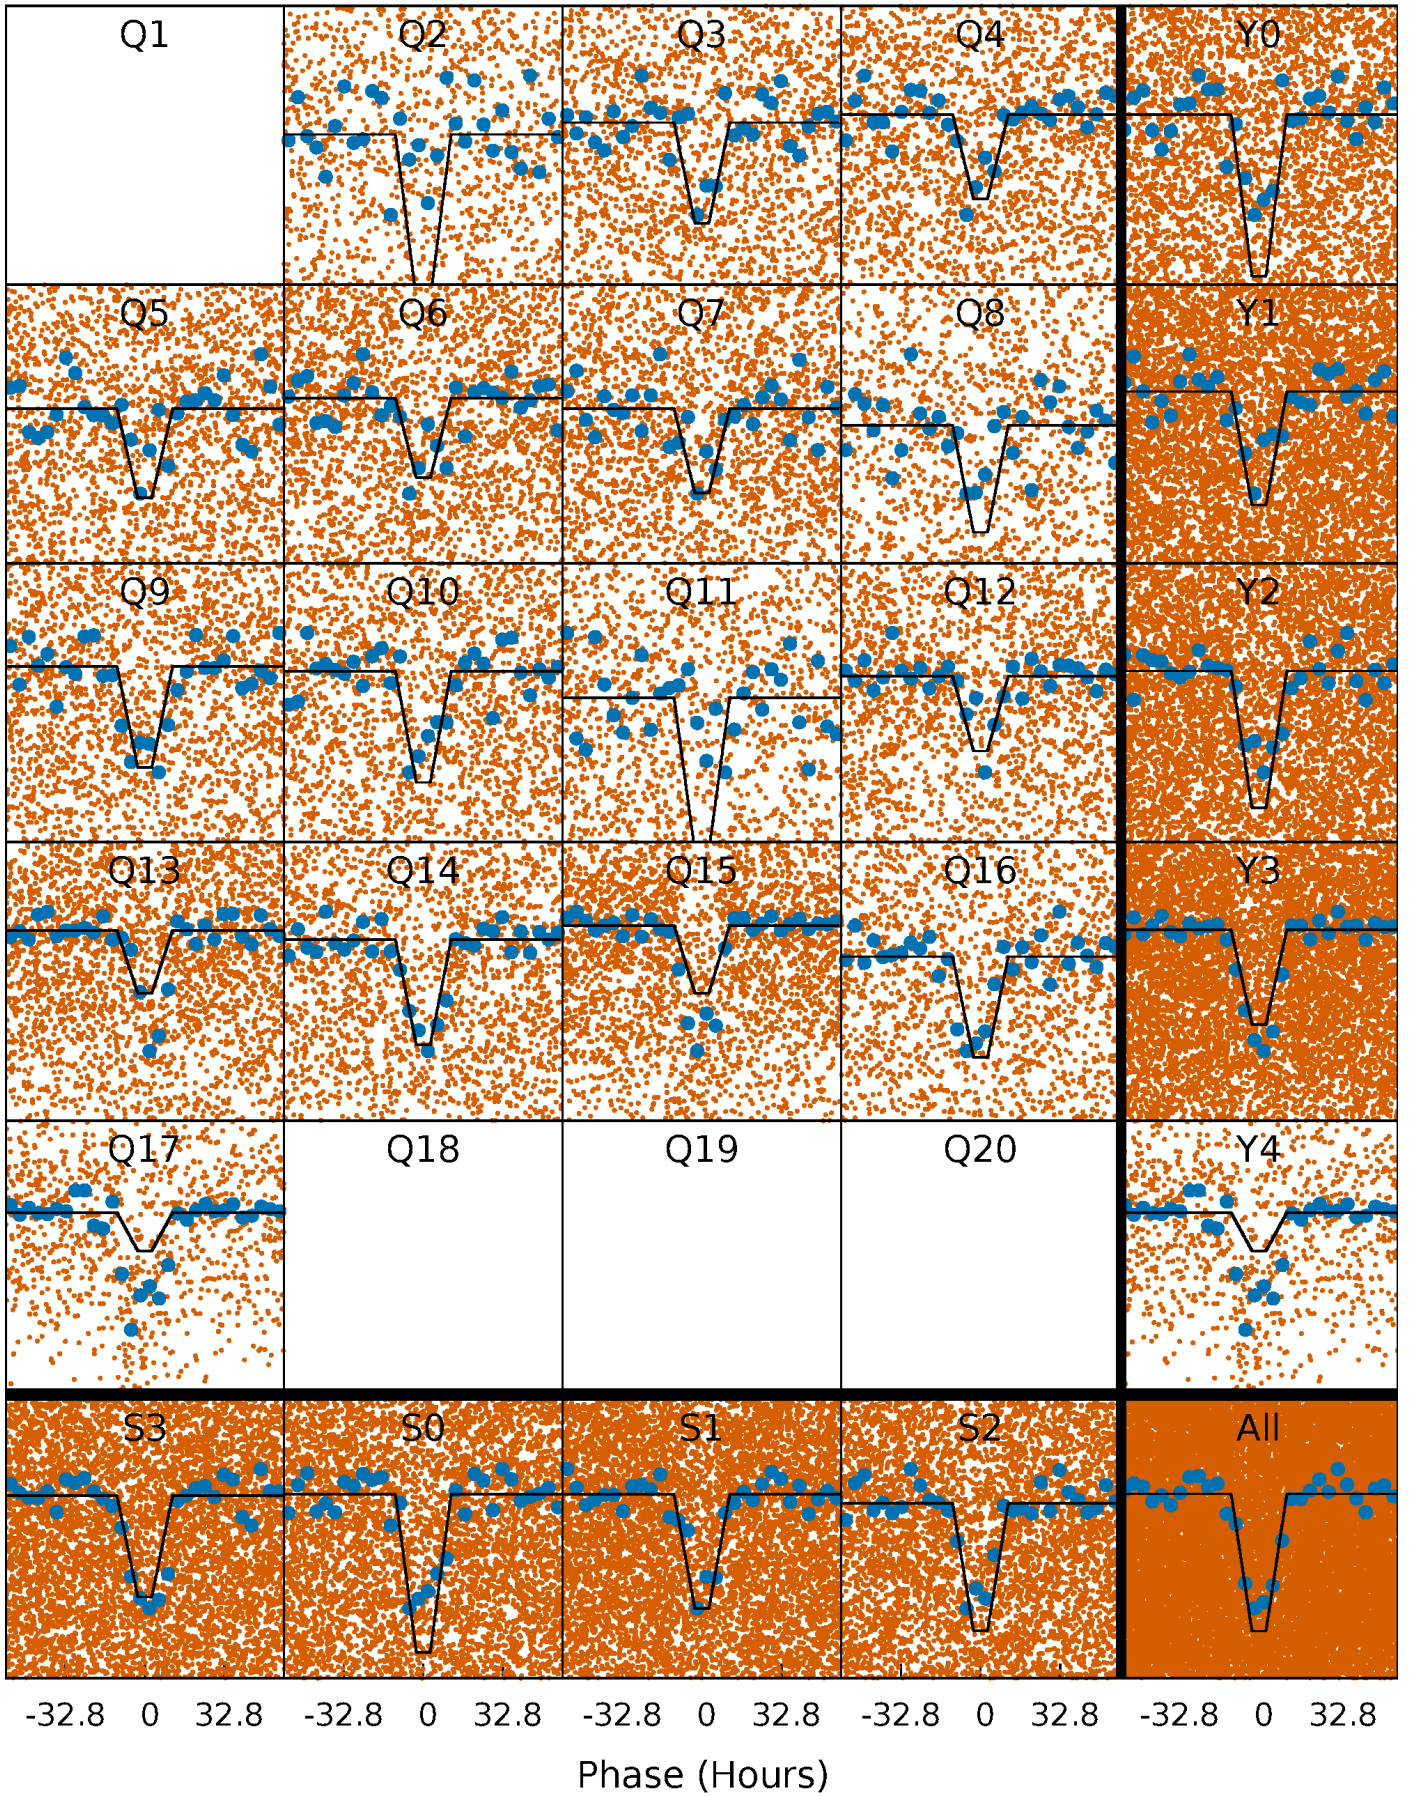 Q1 Q2 Q3 Q4 Y0
Q5 Q6 Q7 Q8 Y1
Q9 Q10 Q11 Q12 Y2
Q13 Q14 Q15 Q16 Y3
Q17 Q18 Q19 Q20 Y4
S3 S0 S1 S2 All
-32.8 0 32.8 -32.8 0 32.8 -32.8 0 32.8 -32.8 0 32.8 -32.8 0 32.8
Phase (Hours)